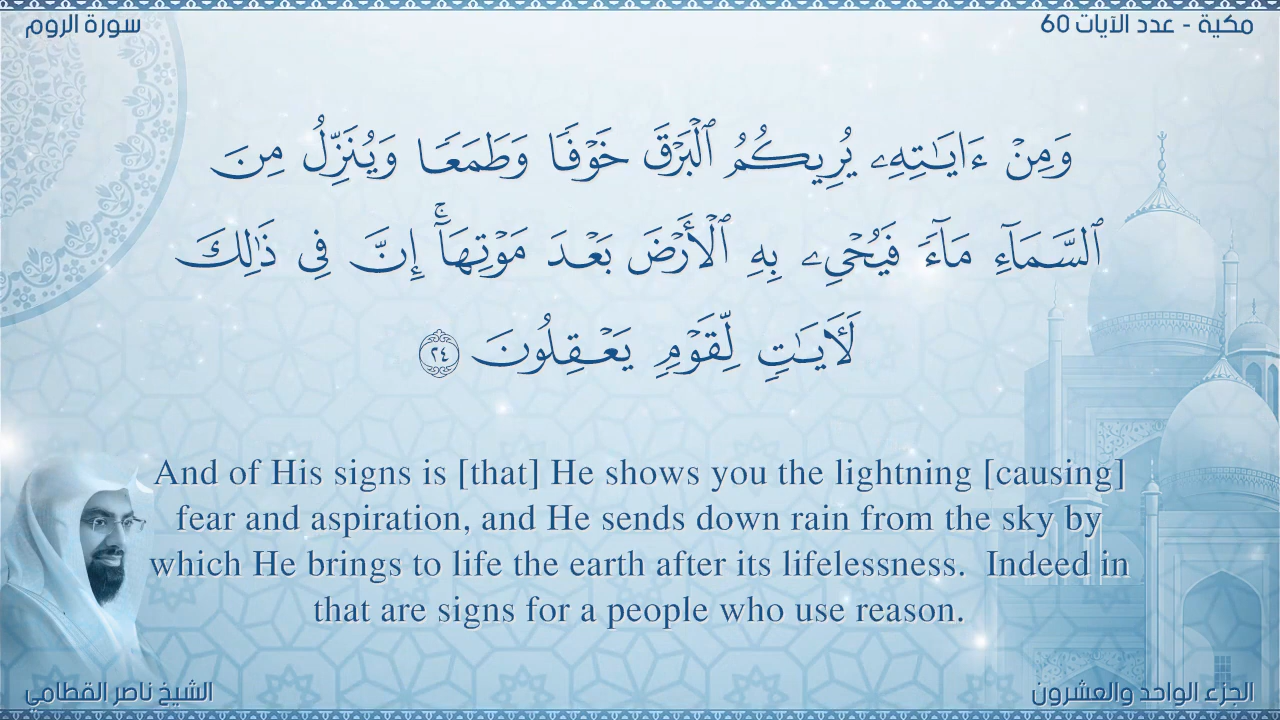 مكية - عدد الآيات 60
سورة الروم
وَمِنْ ءَايَـٰتِهِۦ يُرِيكُمُ ٱلْبَرْقَ خَوْفًا وَطَمَعًا وَيُنَزِّلُ مِنَ
ٱلسَّمَآءِ مَآءً فَيُحْىِۦ بِهِ ٱلْأَرْضَ بَعْدَ مَوْتِهَآ ۚ إِنَّ فِى ذَٰلِكَ
لَـَٔايَـٰتٍ لِّقَوْمٍ يَعْقِلُونَ ٢٤
And of His signs is [that] He shows you the lightning [causing]
fear and aspiration, and He sends down rain from the sky by
which He brings to life the earth after its lifelessness.  Indeed in
that are signs for a people who use reason.
الجزء الواحد والعشرون
الشيخ ناصر القطامي